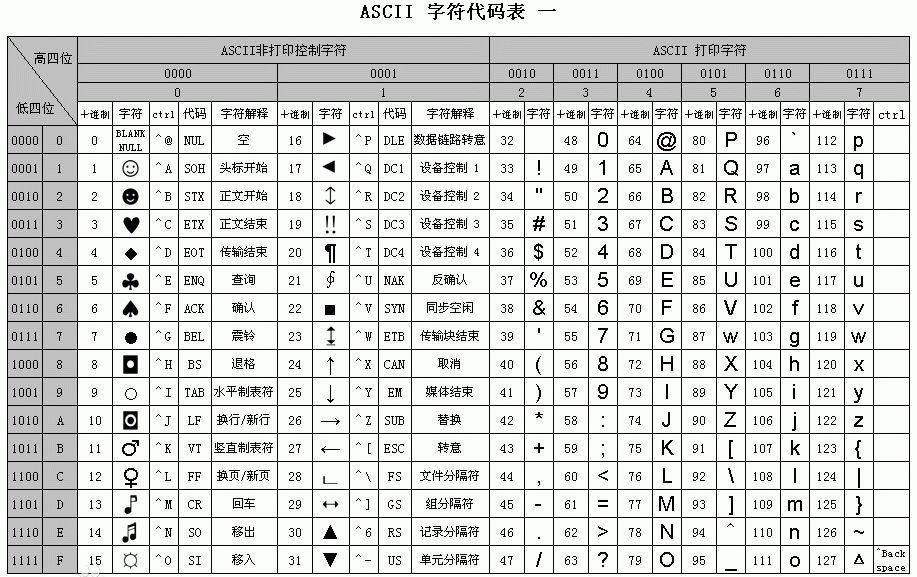 ASCII 字符代码表 一
高四位 ASCII非打印控制字符 ASCII 打印字符
0000 0001 0010 0011 0100 0101 0110 0111
低四位 0 1 2 3 4 5 6 7
十进制 字符 ctrl 代码 字符解释 十进制 字符 ctrl 代码 字符解释 十进制 字符 十进制 字符 十进制 字符 十进制 字符 十进制 字符 十进制 字符 ctrl
0000 0 0 BLANK NULL ^@ NUL 空 16 ► ^P DLE 数据链路转意 32 48 0 64 @ 80 P 96 ` 112 p
0001 1 1 ☺ ^A SOH 头标开始 17 ◄ ^Q DC1 设备控制 1 33 ! 49 1 65 A 81 Q 97 a 113 q
0010 2 2 ☻ ^B STX 正文开始 18 ↕ ^R DC2 设备控制 2 34 " 50 2 66 B 82 R 98 b 114 r
0011 3 3 ♥ ^C ETX 正文结束 19 ‼ ^S DC3 设备控制 3 35 # 51 3 67 C 83 S 99 c 115 s
0100 4 4 ◆ ^D EOT 传输结束 20 ¶ ^T DC4 设备控制 4 36 $ 52 4 68 D 84 T 100 d 116 t
0101 5 5 ♣ ^E ENQ 查询 21 ∮ ^U NAK 反确认 37 % 53 5 69 E 85 U 101 e 117 u
0110 6 6 ♠ ^F ACK 确认 22 ■ ^V SYN 同步空闲 38 & 54 6 70 F 86 V 102 f 118 v
0111 7 7 ● ^G BEL 震铃 23 ↨ ^W ETB 传输块结束 39 ' 55 7 71 G 87 w 103 g 119 w
1000 8 8 ◘ ^H BS 退格 24 ↑ ^X CAN 取消 40 ( 56 8 72 H 88 X 104 h 120 x
1001 9 9 ○ ^I TAB 水平制表符 25 ↓ ^Y EM 媒体结束 41 ) 57 9 73 I 89 Y 105 i 121 y
1010 A 10 ◙ ^J LF 换行/新行 26 → ^Z SUB 替换 42 * 58 : 74 J 90 Z 106 j 122 z
1011 B 11 ♂ ^K VT 竖直制表符 27 ← ^[ ESC 转意 43 + 59 ; 75 K 91 [ 107 k 123 {
1100 C 12 ♀ ^L FF 换页/新页 28 ∟ ^\ FS 文件分隔符 44 , 60 < 76 L 92 \ 108 l 124 |
1101 D 13 ♪ ^M CR 回车 29 ↔ ^] GS 组分隔符 45 - 61 = 77 M 93 ] 109 m 125 }
1110 E 14 ♫ ^N SO 移出 30 ▲ ^6 RS 记录分隔符 46 . 62 > 78 N 94 ^ 110 n 126 ~
1111 F 15 ☼ ^O SI 移入 31 ▼ ^- US 单元分隔符 47 / 63 ? 79 O 95 _ 111 o 127 Δ ^Back space